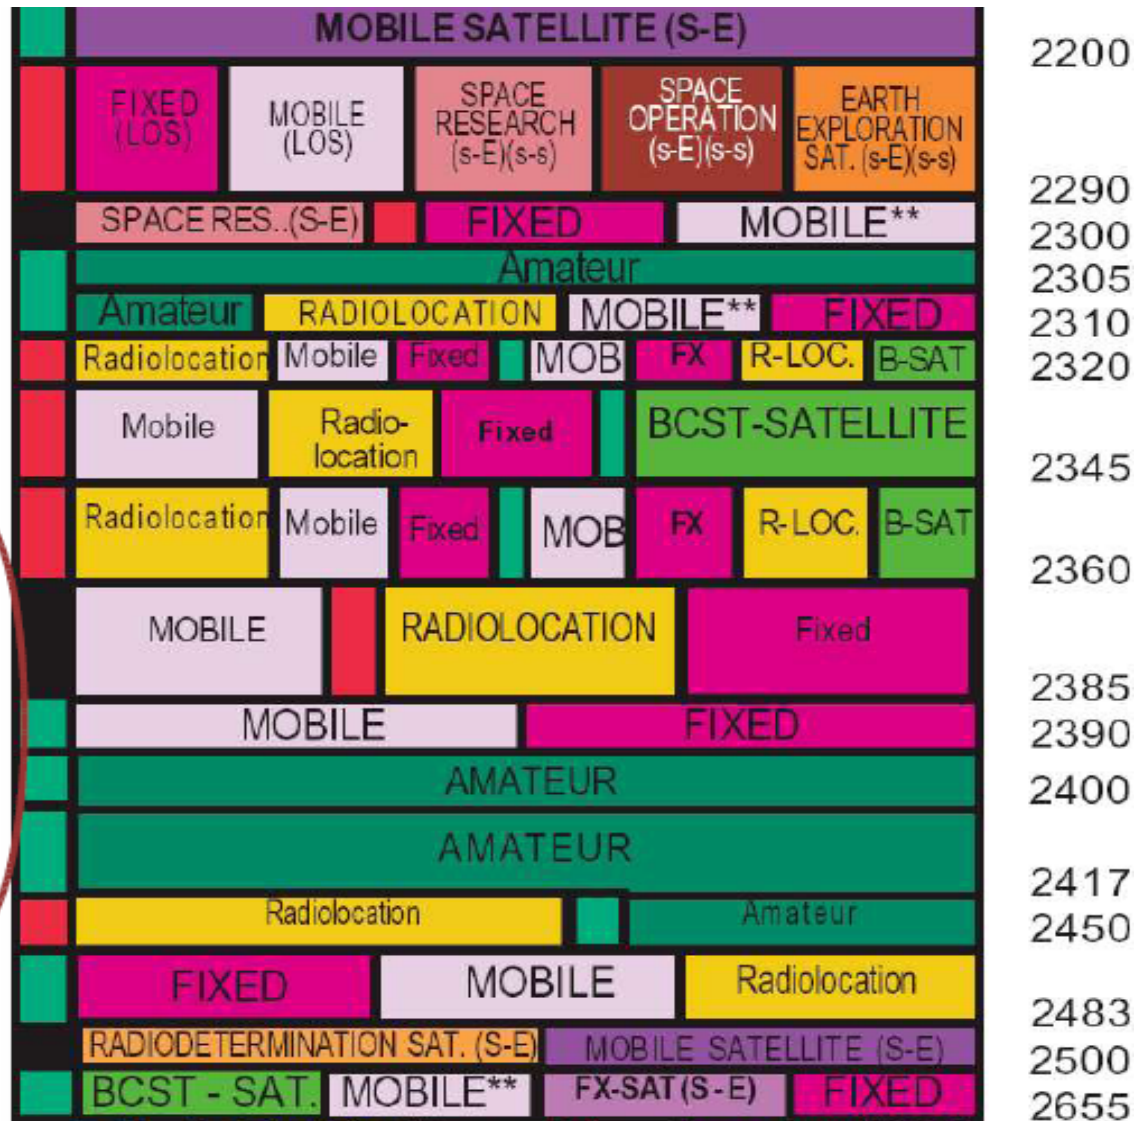 MOBILE SATELLITE (S-E)
2200
FIXED
(LOS)
MOBILE
(LOS)
SPACE
RESEARCH
(s-E)(s-s)
SPACE
OPERATION
(s-E)(s-s)
EARTH
EXPLORATION
SAT. (s-E)(s-s)
2290
SPACE RES..(S-E)
FIXED
MOBILE**
2300
Amateur
2305
Amateur
RADIOLOCATION
MOBILE**
FIXED
2310
Radiolocation
Mobile
Fixed
MOB
FX
R-LOC.
B-SAT
2320
Mobile
Radio-
location
Fixed
BCST-SATELLITE
2345
Radiolocation
Mobile
Fixed
MOB
FX
R-LOC.
B-SAT
2360
MOBILE
RADIOLOCATION
Fixed
2385
MOBILE
FIXED
2390
AMATEUR
2400
AMATEUR
2417
Radiolocation
Amateur
2450
FIXED
MOBILE
Radiolocation
2483
RADIODETERMINATION SAT. (S-E)
MOBILE SATELLITE (S-E)
2500
BCST - SAT.
MOBILE**
FX-SAT (S - E)
FIXED
2655